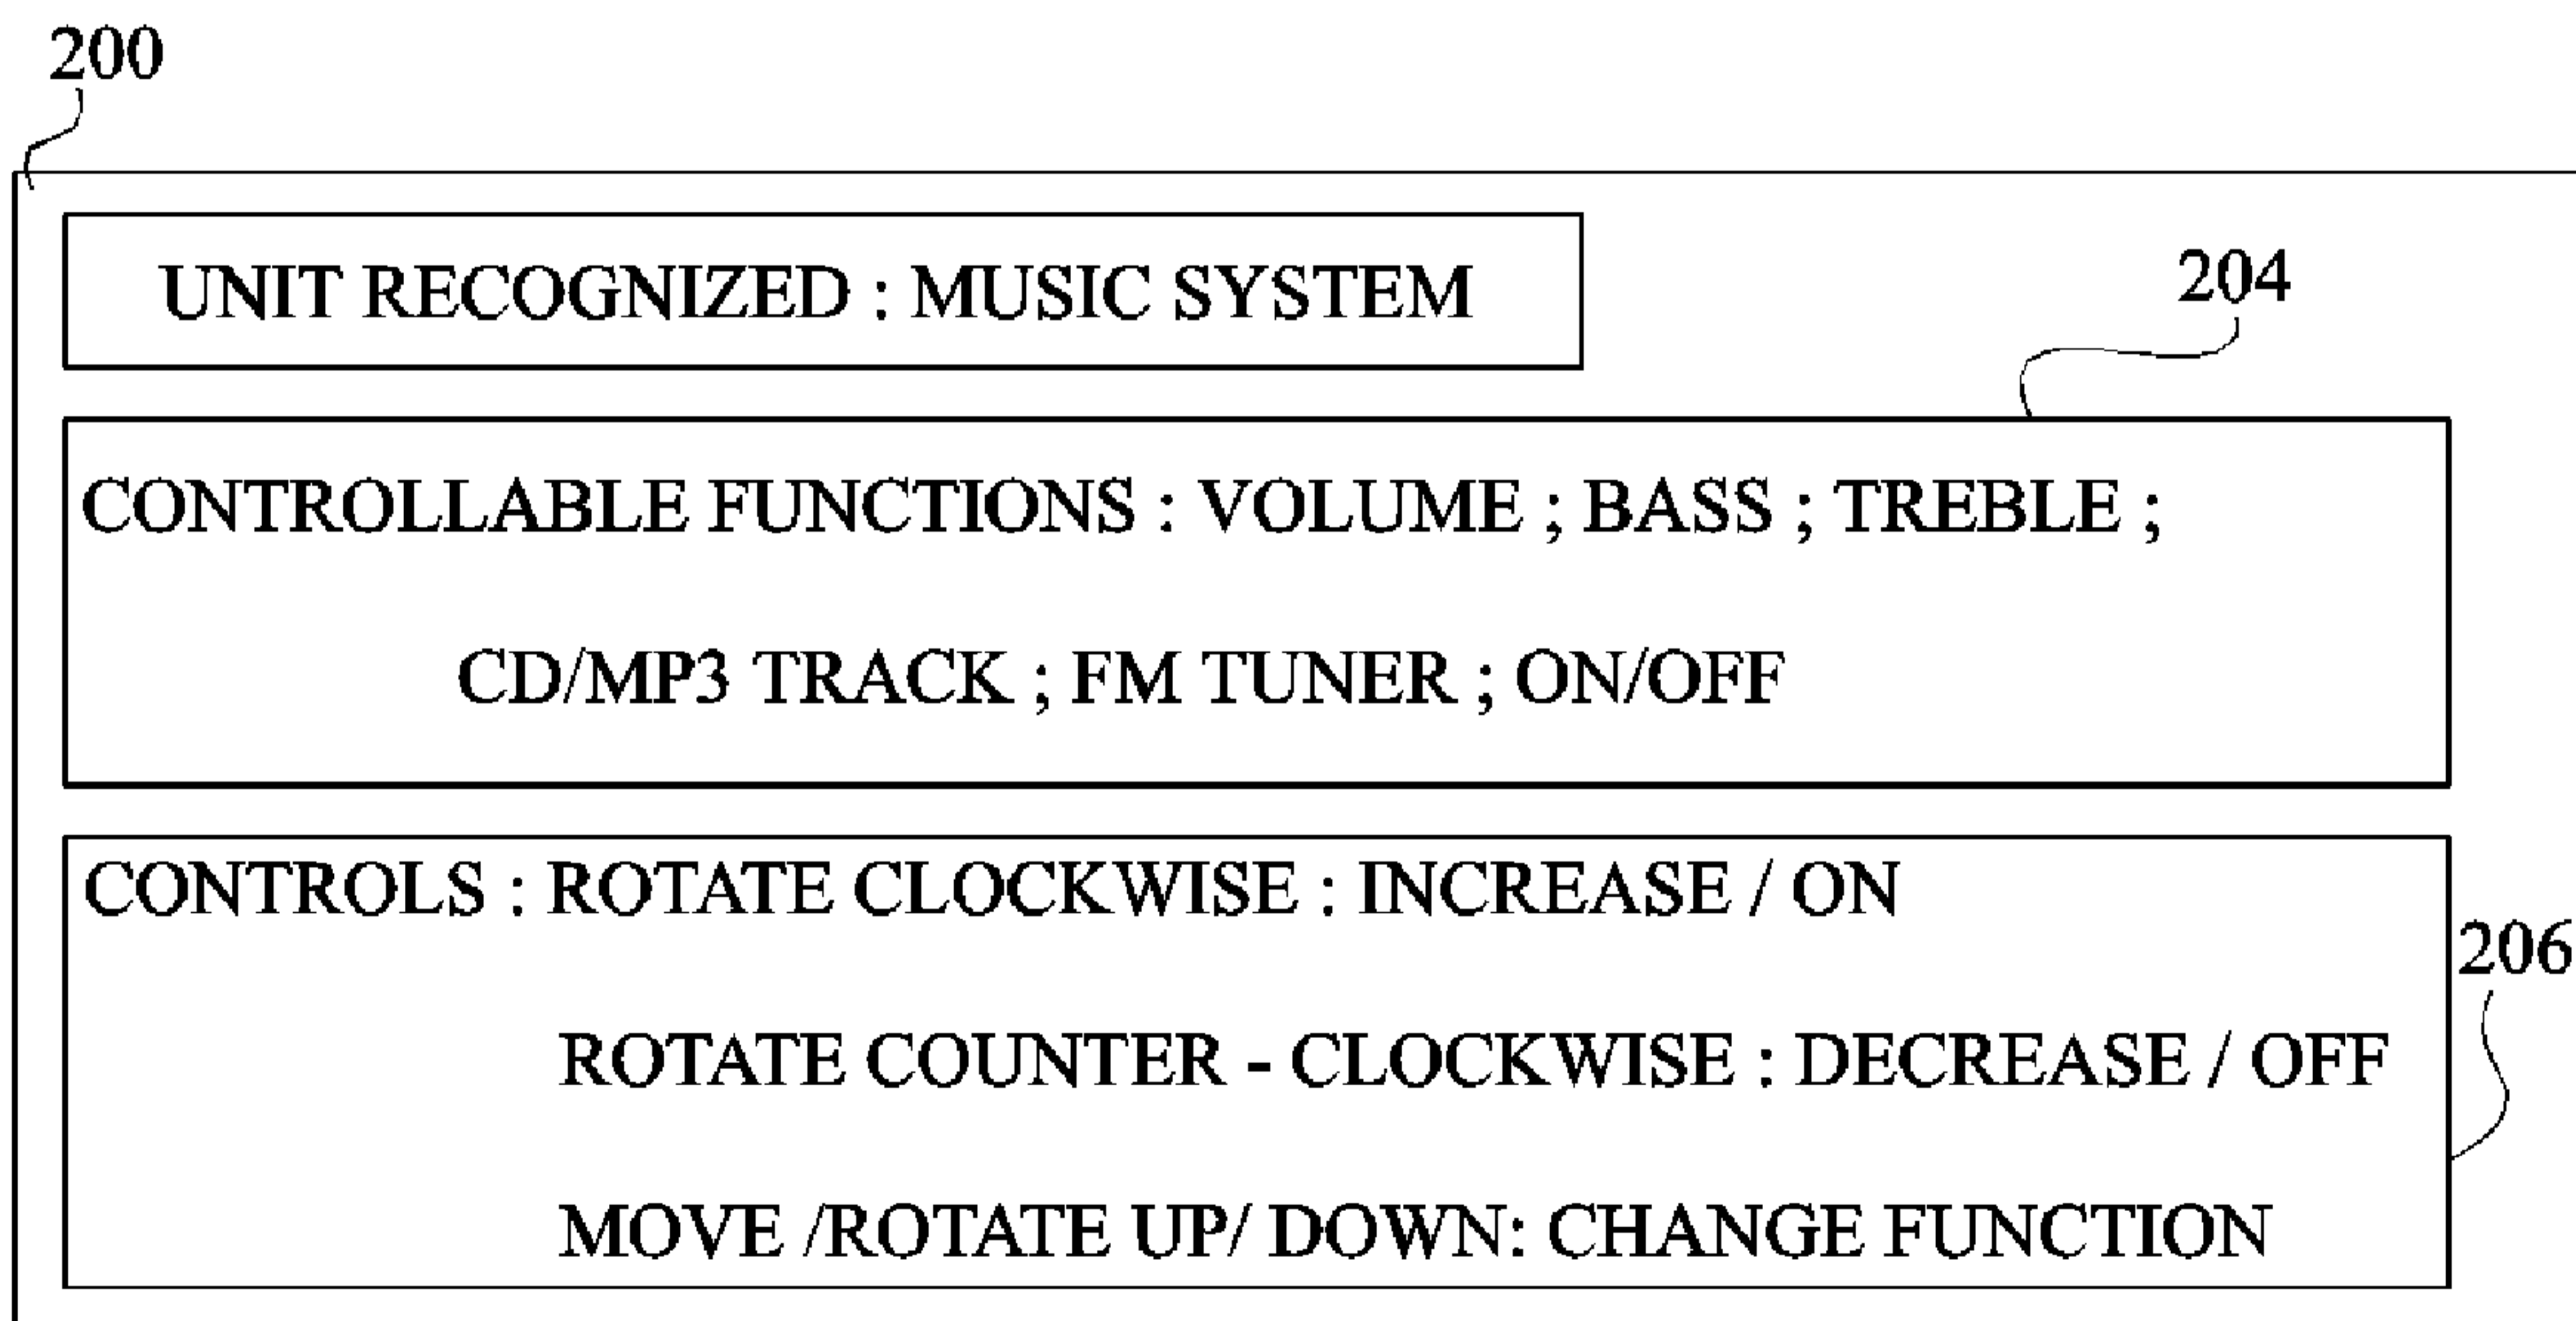 200
UNIT RECOGNIZED : MUSIC SYSTEM
204
CONTROLLABLE FUNCTIONS : VOLUME ; BASS ; TREBLE ;
CD/MP3 TRACK ; FM TUNER ; ON/OFF
CONTROLS : ROTATE CLOCKWISE : INCREASE / ON
206
ROTATE COUNTER - CLOCKWISE : DECREASE / OFF
MOVE /ROTATE UP/ DOWN: CHANGE FUNCTION